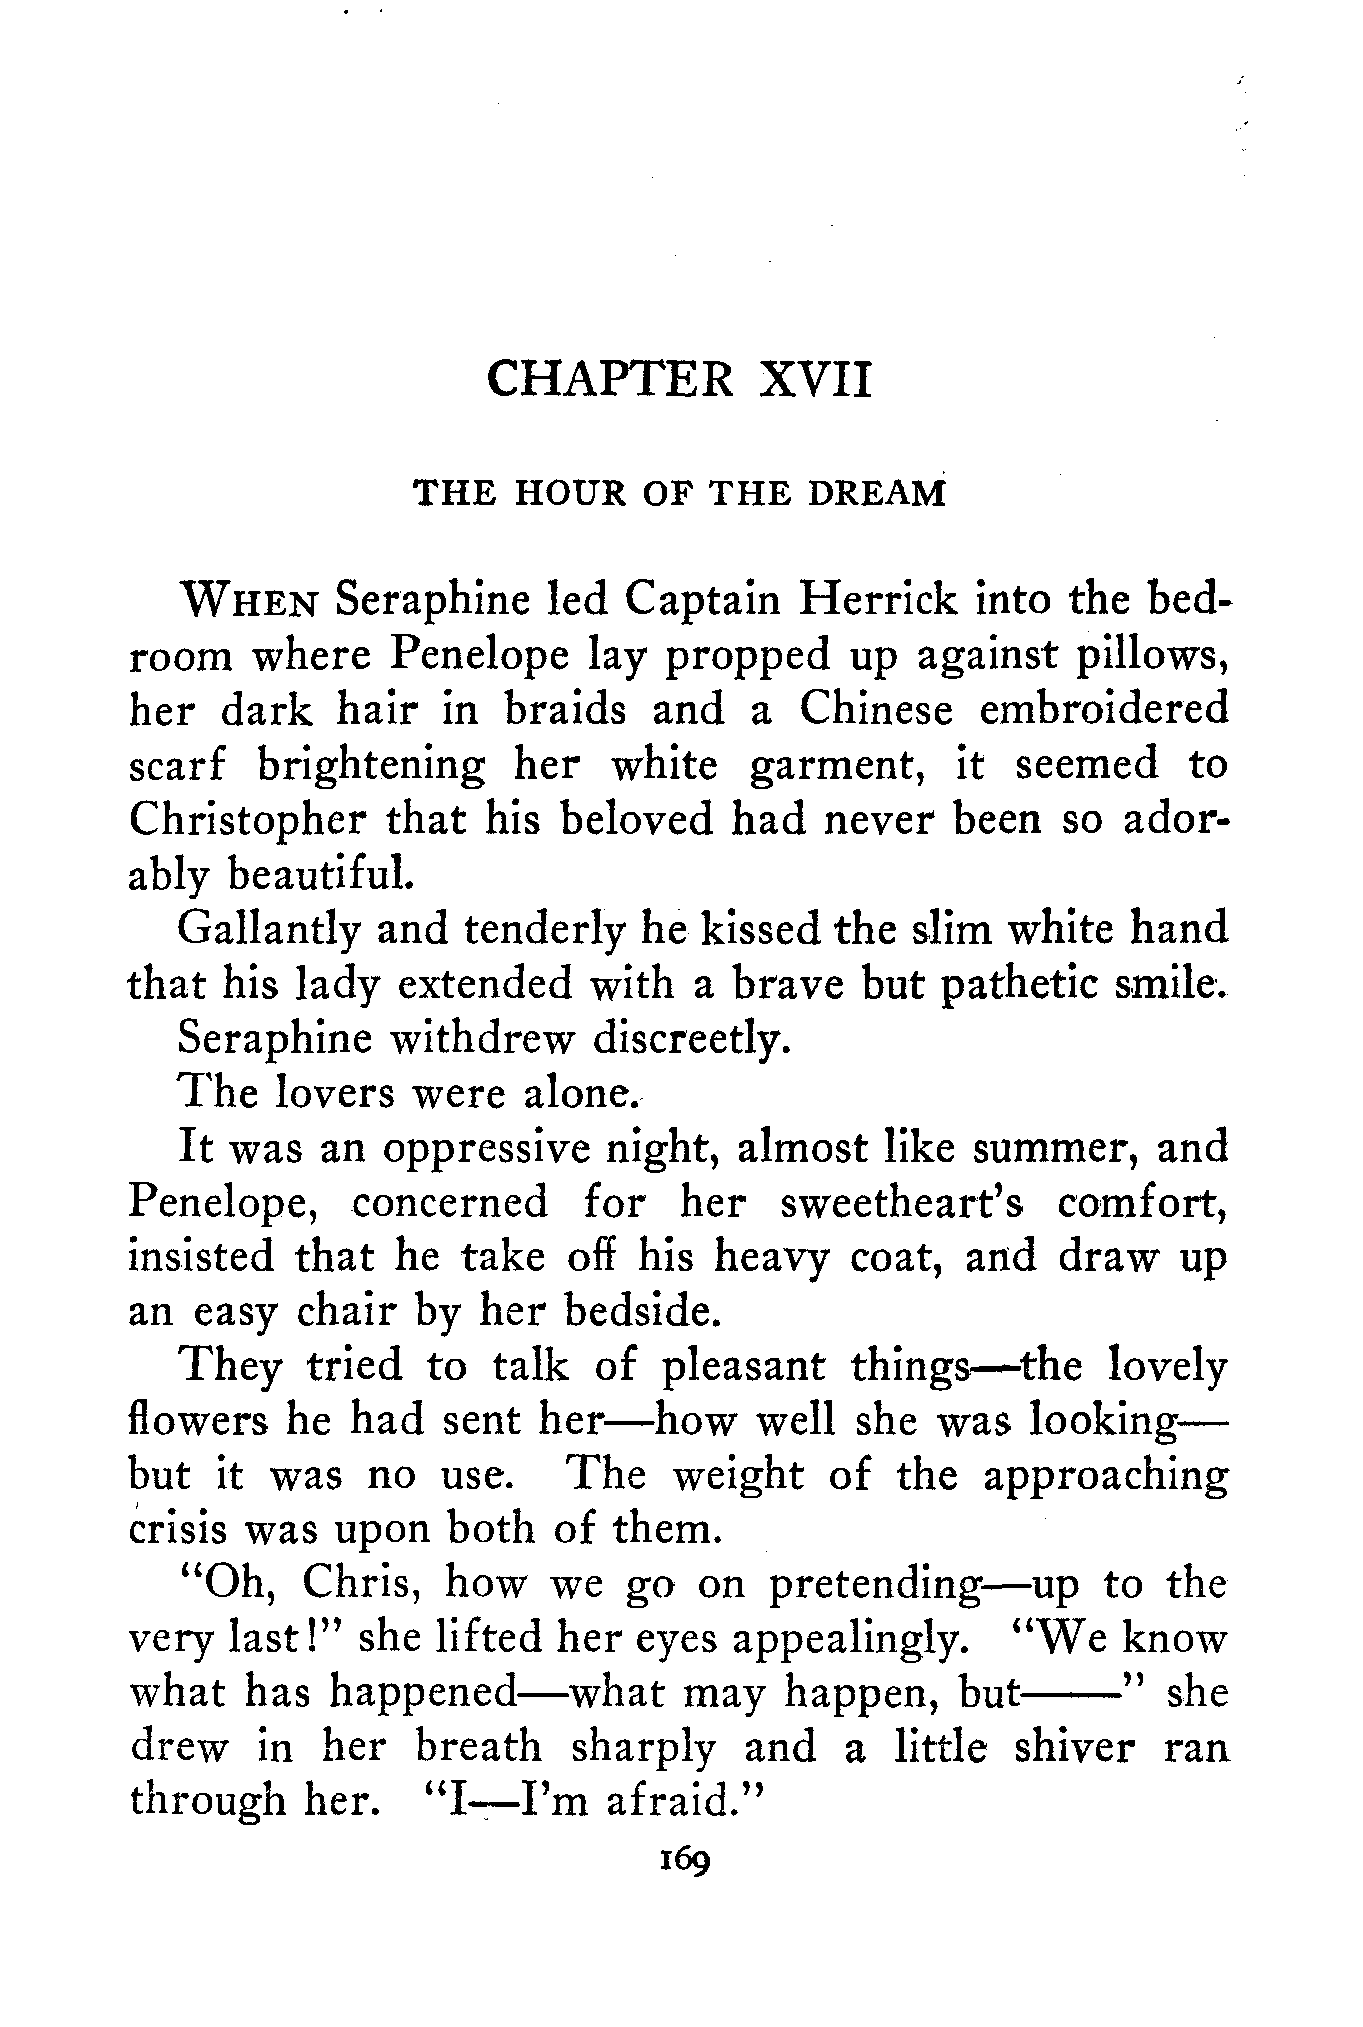 CHAPTER XVII
THE HOUR OF THE DREAM
WHEN Seraphine led Captain Herrick into the bed-
room where Penelope lay propped up against pillows,
her dark hair in braids and a Chinese embroidered
scarf brightening her white garment, it seemed to
Christopher that his beloved had never been so ador-
ably beautiful.
Gallantly and tenderly he kissed the slim white hand
that his lady extended with a brave but pathetic smile.
Seraphine withdrew discreetly.
The lovers were alone.
It was an oppressive night, almost like summer, and
Penelope, concerned for her sweetheart's comfort,
insisted that he take off his heavy coat, and draw up
an easy chair by her bedside.
They tried to talk of pleasant things—the lovely
flowers he had sent her—how well she was looking—
but it was no use. The weight of the approaching
crisis was upon both of them.
"Oh, Chris, how we go on pretending—up to the
very last!" she lifted her eyes appealingly. "We know
what has happened—what may happen, but——" she
drew in her breath sharply and a little shiver ran
through her. "I—I'm afraid."
169